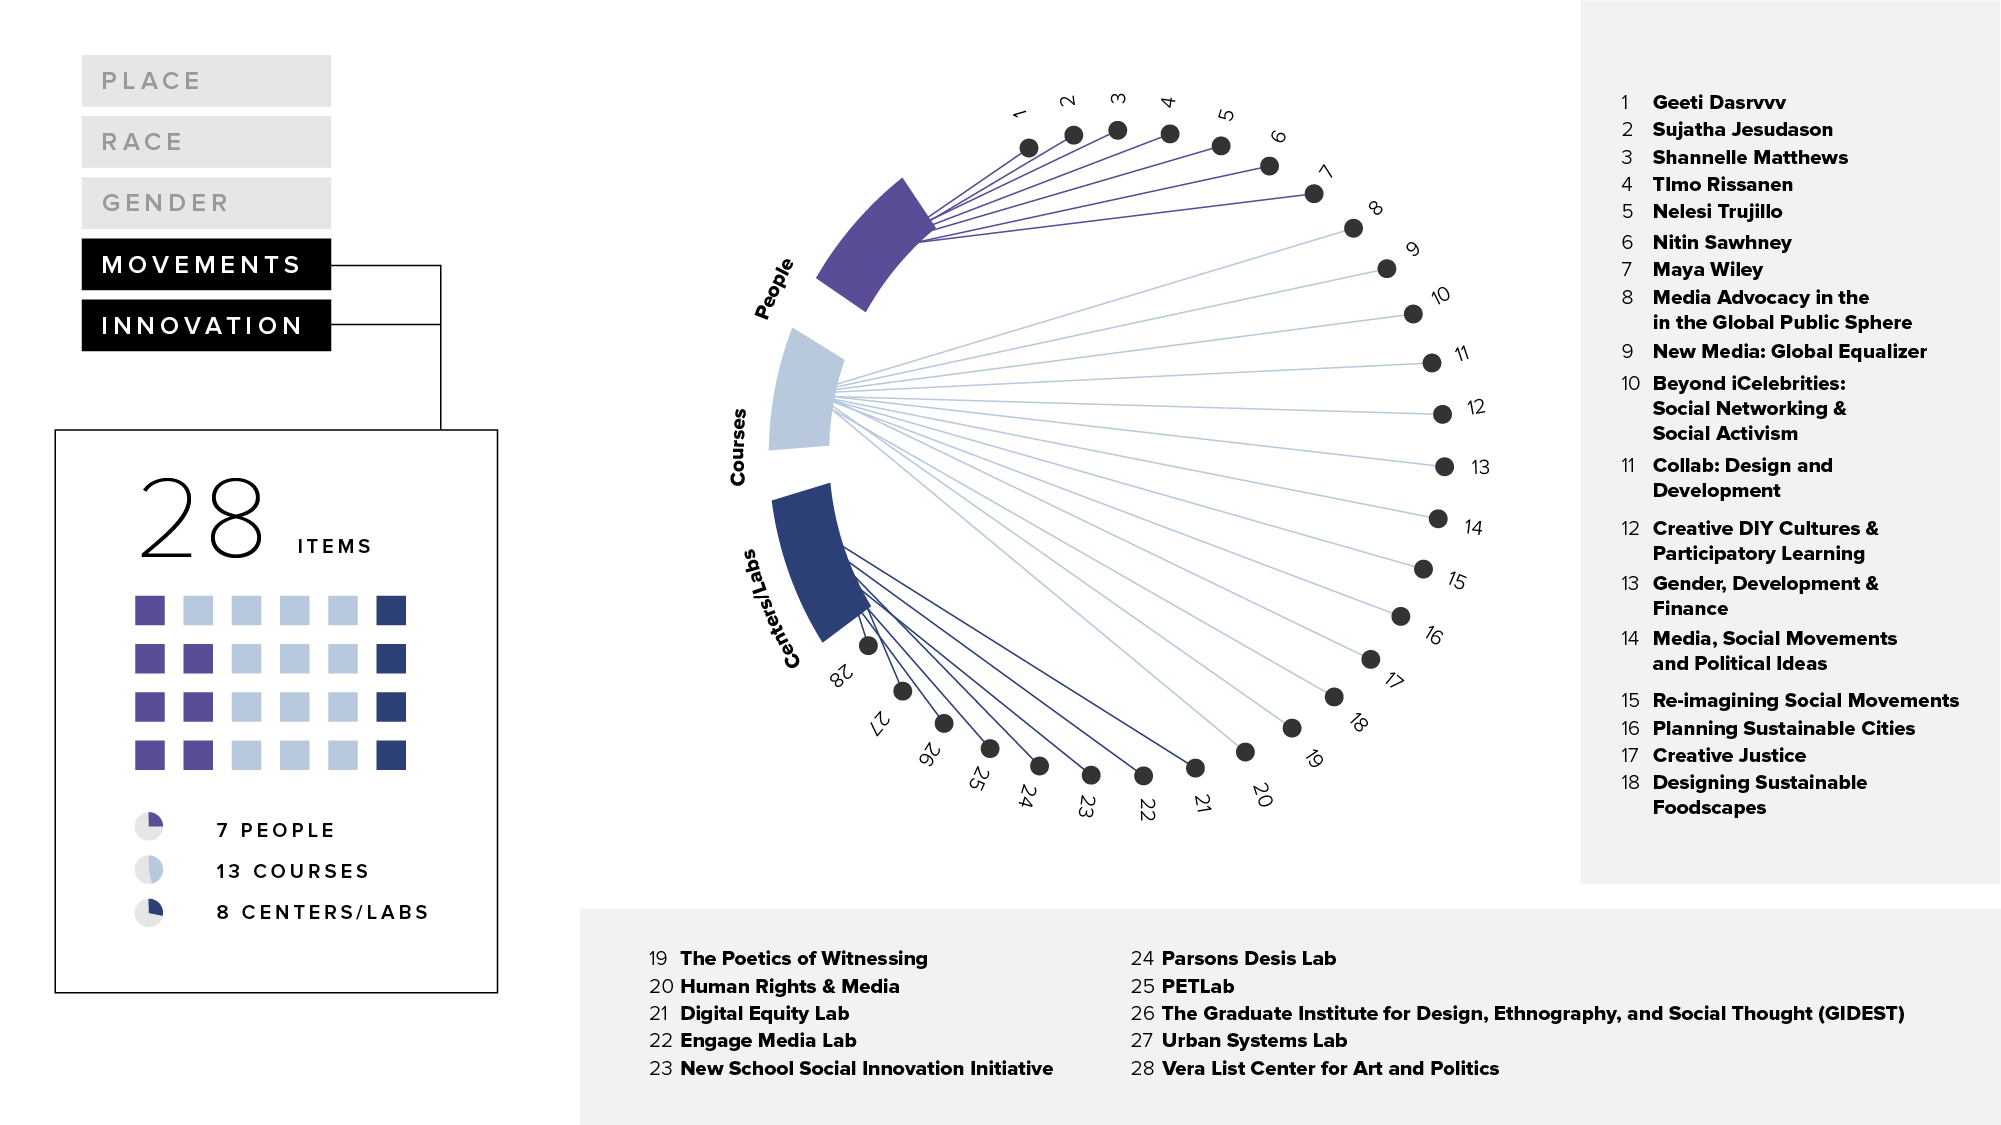 PLACE
RACE
GENDER
MOVEMENTS
INNOVATION
28 ITEMS
7 PEOPLE
13 COURSES
8 CENTERS/LABS
People
Courses
Centers/Labs
1
2
3
4
5
6
7
8
9
10
11
12
13
14
15
16
17
18
19
20
21
22
23
24
25
26
27
28
1 Geeti Dasrvvv
2 Sujatha Jesudason
3 Shannelle Matthews
4 TImo Rissanen
5 Nelesi Trujillo
6 Nitin Sawhney
7 Maya Wiley
8 Media Advocacy in the
in the Global Public Sphere
9 New Media: Global Equalizer
10 Beyond iCelebrities:
Social Networking &
Social Activism
11 Collab: Design and
Development
12 Creative DIY Cultures &
Participatory Learning
13 Gender, Development &
Finance
14 Media, Social Movements
and Political Ideas
15 Re-imagining Social Movements
16 Planning Sustainable Cities
17 Creative Justice
18 Designing Sustainable
Foodscapes
19 The Poetics of Witnessing
20 Human Rights & Media
21 Digital Equity Lab
22 Engage Media Lab
23 New School Social Innovation Initiative
24 Parsons Desis Lab
25 PETLab
26 The Graduate Institute for Design, Ethnography, and Social Thought (GIDEST)
27 Urban Systems Lab
28 Vera List Center for Art and Politics